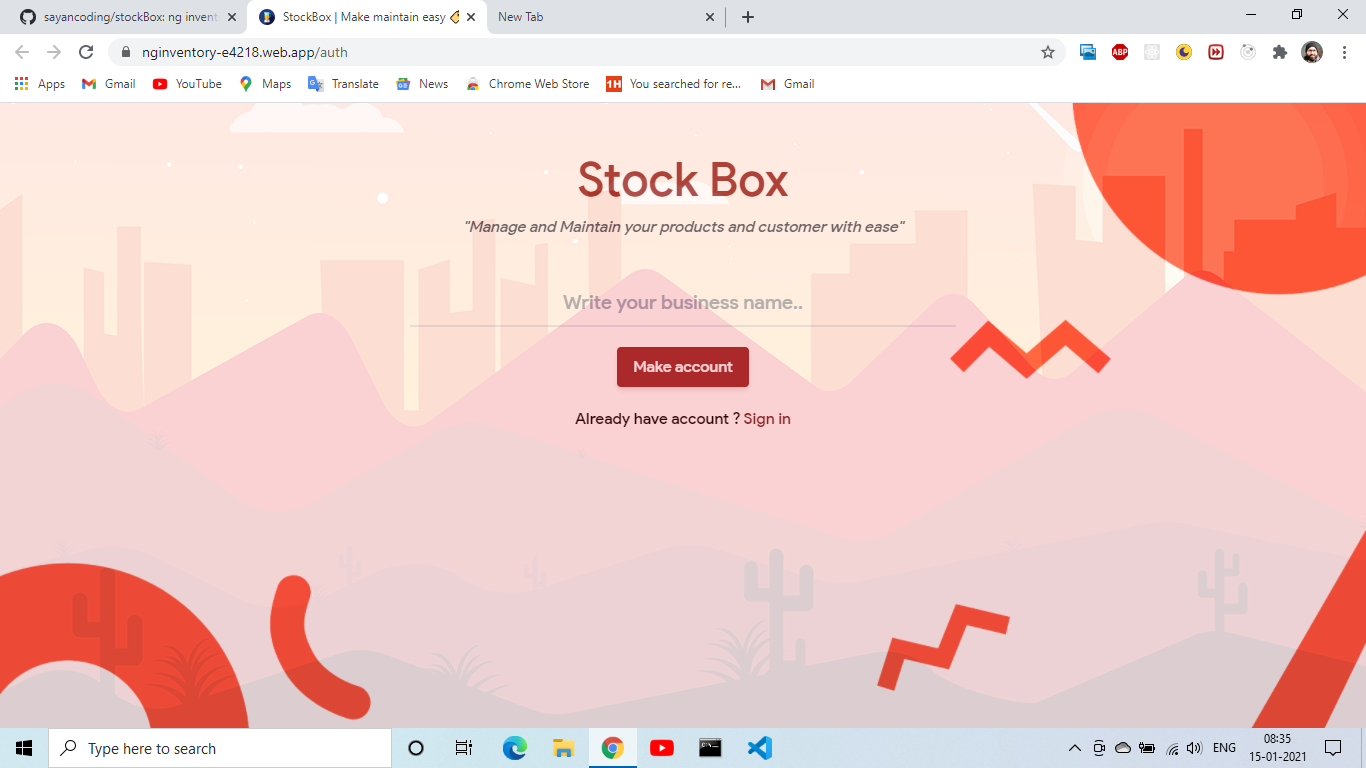 sayancoding/stockBox: ng invent
StockBox | Make maintain easy
New Tab
nginventory-e4218.web.app/auth
ABP
Apps
Gmail
YouTube
Maps
Translate
News
Chrome Web Store
1H
You searched for re...
Gmail
Stock Box
"Manage and Maintain your products and customer with ease"
Write your business name..
Make account
Already have account ? Sign in
Type here to search
ENG
08:35
15-01-2021